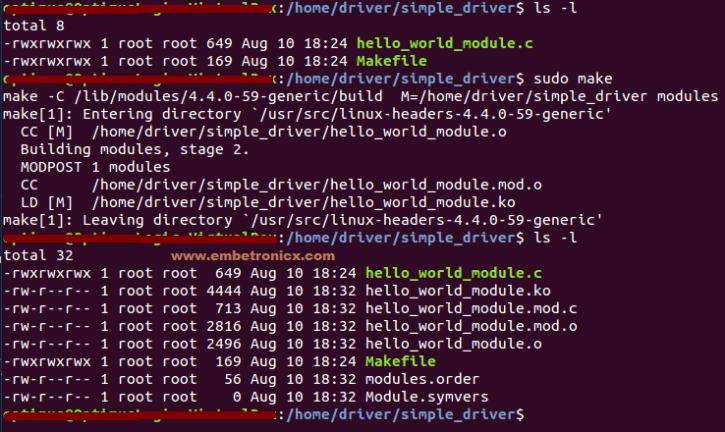 :/home/driver/simple_driver$ ls -l
total 8
-rwxrwxrwx 1 root root 649 Aug 10 18:24 hello_world_module.c
-rwxrwxrwx 1 root root 169 Aug 10 18:24 Makefile
:/home/driver/simple_driver$ sudo make
make -C /lib/modules/4.4.0-59-generic/build  M=/home/driver/simple_driver modules
make[1]: Entering directory `/usr/src/linux-headers-4.4.0-59-generic'
  CC [M]  /home/driver/simple_driver/hello_world_module.o
  Building modules, stage 2.
  MODPOST 1 modules
  CC      /home/driver/simple_driver/hello_world_module.mod.o
  LD [M]  /home/driver/simple_driver/hello_world_module.ko
make[1]: Leaving directory `/usr/src/linux-headers-4.4.0-59-generic'
:/home/driver/simple_driver$ ls -l
total 32 www.embetronicx.com
-rwxrwxrwx 1 root root  649 Aug 10 18:24 hello_world_module.c
-rw-r--r-- 1 root root 4444 Aug 10 18:32 hello_world_module.ko
-rw-r--r-- 1 root root  713 Aug 10 18:32 hello_world_module.mod.c
-rw-r--r-- 1 root root 2816 Aug 10 18:32 hello_world_module.mod.o
-rw-r--r-- 1 root root 2496 Aug 10 18:32 hello_world_module.o
-rwxrwxrwx 1 root root  169 Aug 10 18:24 Makefile
-rw-r--r-- 1 root root   56 Aug 10 18:32 modules.order
-rw-r--r-- 1 root root    0 Aug 10 18:32 Module.symvers
:/home/driver/simple_driver$